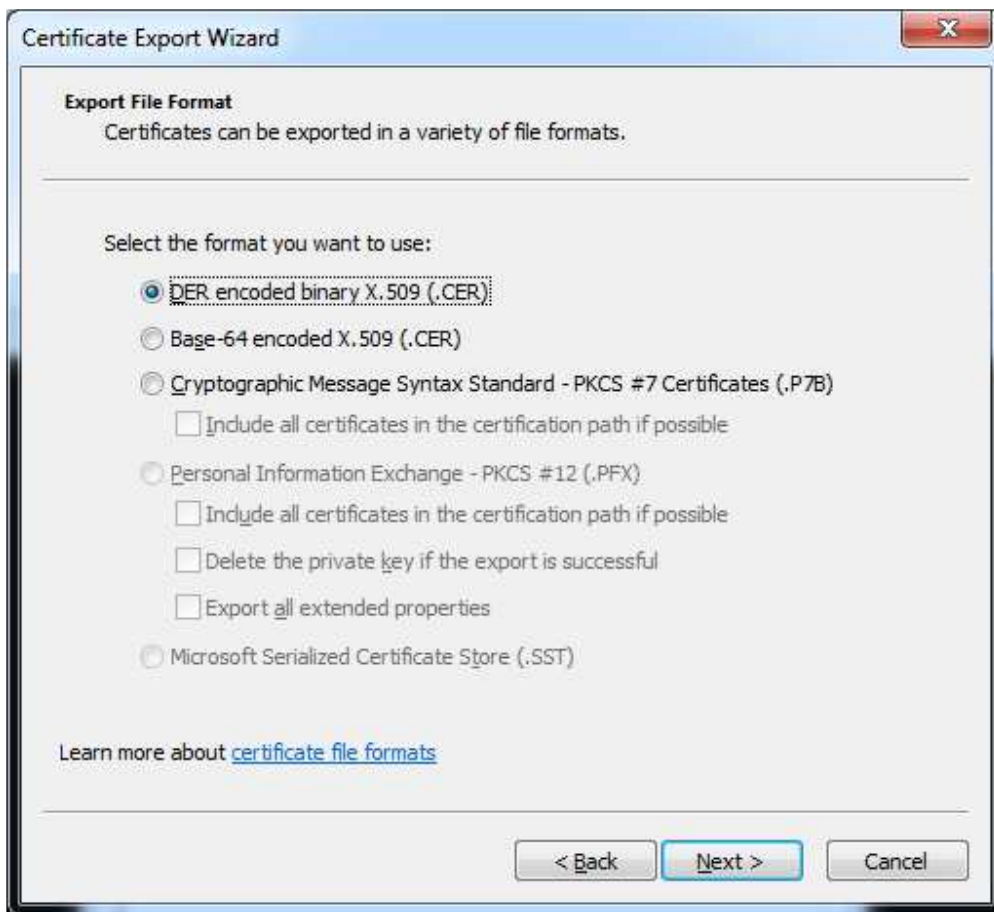 Certificate Export Wizard
Export File Format
Certificates can be exported in a variety of file formats.
Select the format you want to use:
DER encoded binary X.509 (.CER)
Base-64 encoded X.509 (.CER)
Cryptographic Message Syntax Standard - PKCS #7 Certificates (.P7B)
Include all certificates in the certification path if possible
Personal Information Exchange - PKCS #12 (.PFX)
Include all certificates in the certification path if possible
Delete the private key if the export is successful
Export all extended properties
Microsoft Serialized Certificate Store (.SST)
Learn more about certificate file formats
< Back Next > Cancel